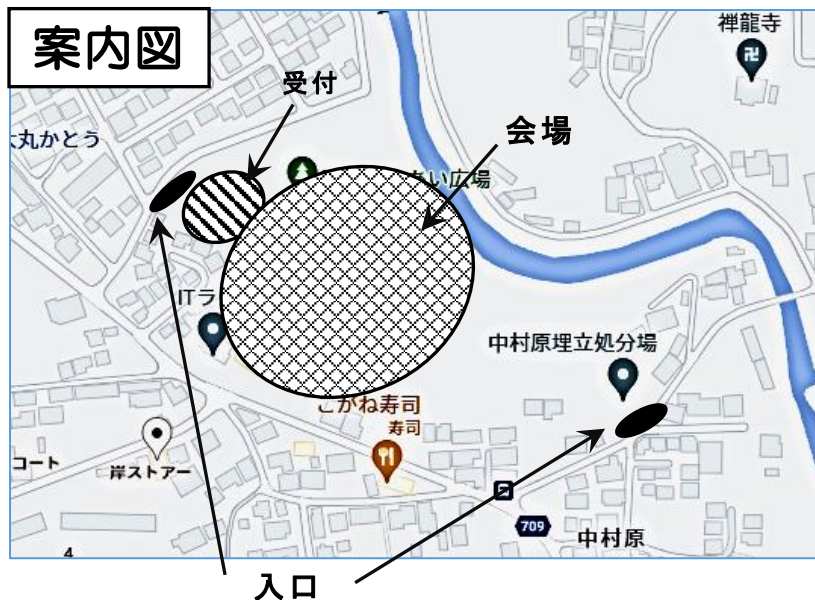 案内図
禅龍寺
受付
会場
大丸かとう
い広場
ITラ
中村原埋立処分場
こがね寿司
寿司
コート
岸ストアー
709
中村原
4
入口